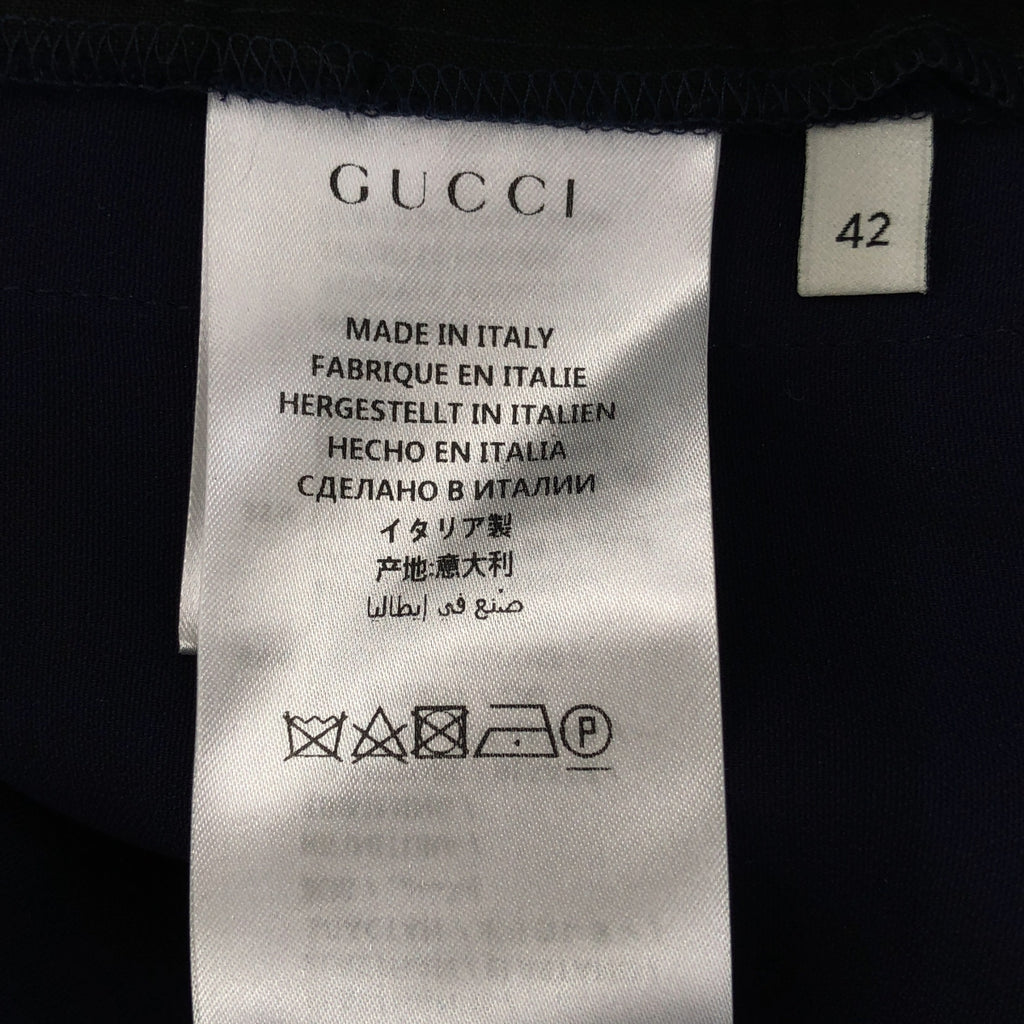 GUCCI
42
MADE IN ITALY
FABRIQUE EN ITALIE
HERGESTELLT IN ITALIEN
HECHO EN ITALIA
СДЕЛАНО В ИТАЛИИ
イタリア製
产地:意大利
صنع في إيطاليا
P